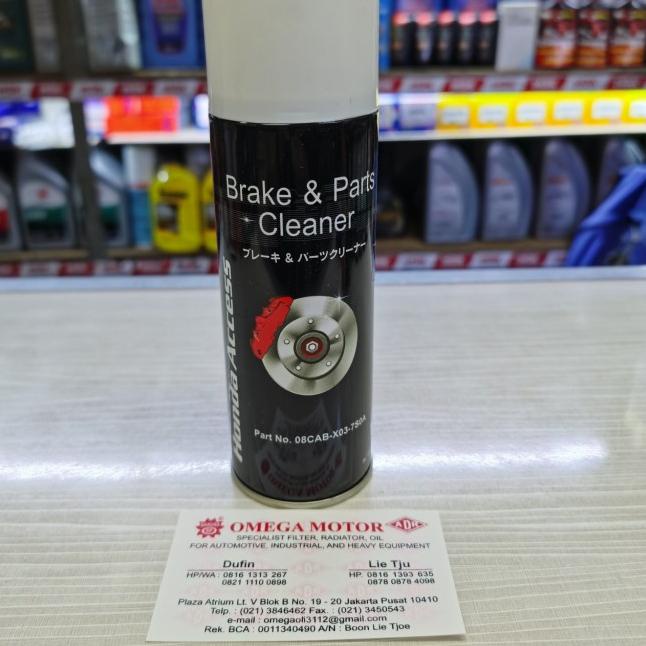 Brake & Parts
Cleaner
ブレーキ & パーツクリーナー
Honda Access
Part No. 08CAB-X03-7S0A
OMEGA MOTOR
ADR
SPECIALIST FILTER, RADIATOR, OIL
FOR AUTOMOTIVE, INDUSTRIAL, AND HEAVY EQUIPMENT
Dufin
Lie Tju
HP/WA : 0816 1313 267
HP. 0816 1393 635
0821 1110 0898
0878 0878 4098
Plaza Atrium Lt. V Blok B No. 19 - 20 Jakarta Pusat 10410
Telp. : (021) 3846462 Fax. : (021) 3450543
e-mail : omegaoli3112@gmail.com
Rek. BCA : 0011340490 A/N : Boon Lie Tjoe